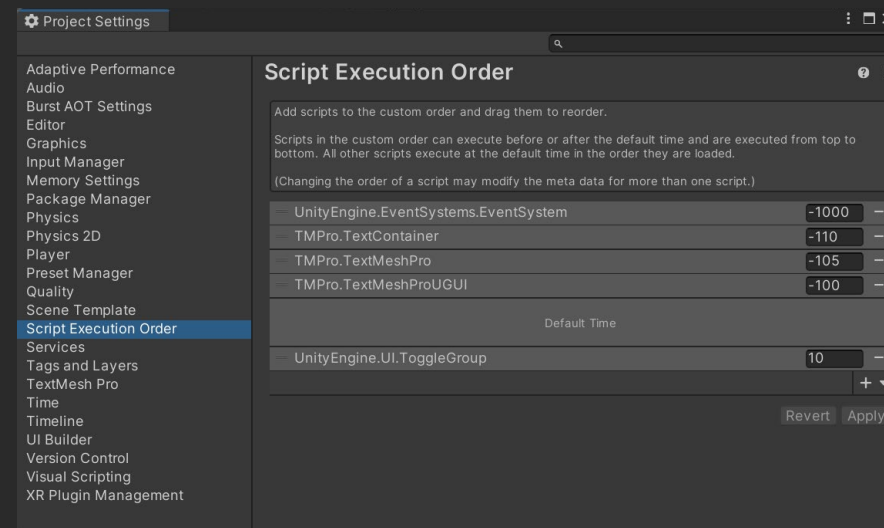 Project Settings
Adaptive Performance
Audio
Burst AOT Settings
Editor
Graphics
Input Manager
Memory Settings
Package Manager
Physics
Physics 2D
Player
Preset Manager
Quality
Scene Template
Script Execution Order
Services
Tags and Layers
TextMesh Pro
Time
Timeline
UI Builder
Version Control
Visual Scripting
XR Plugin Management
Script Execution Order
Add scripts to the custom order and drag them to reorder.
Scripts in the custom order can execute before or after the default time and are executed from top to
bottom. All other scripts execute at the default time in the order they are loaded.
(Changing the order of a script may modify the meta data for more than one script.)
UnityEngine.EventSystems.EventSystem -1000
TMPro.TextContainer -110
TMPro.TextMeshPro -105
TMPro.TextMeshProUGUI -100
Default Time
UnityEngine.UI.ToggleGroup 10
Revert Apply